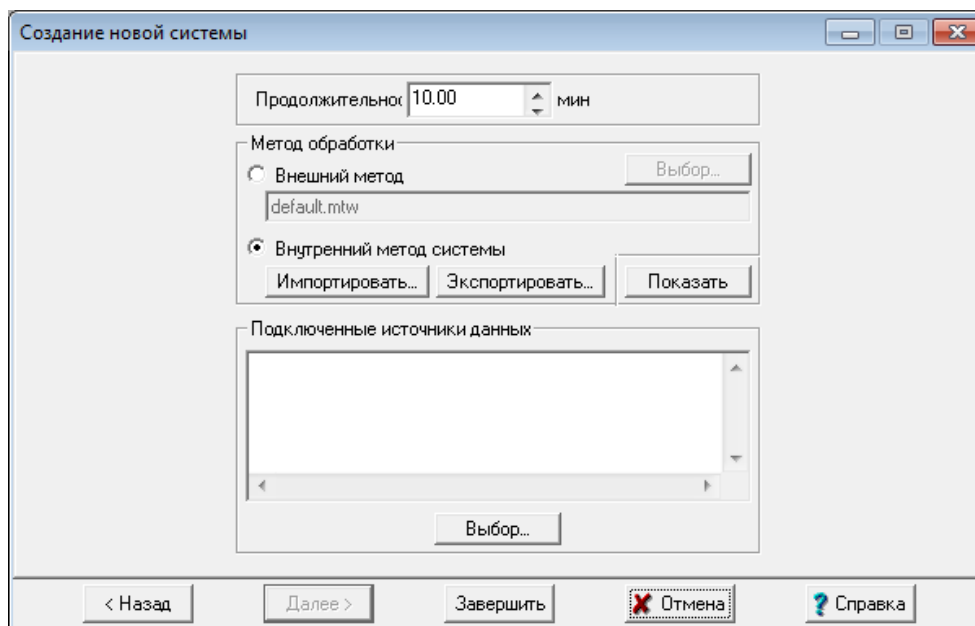 Создание новой системы
Продолжительнос 10.00 мин
Метод обработки
Внешний метод Выбор...
default.mtw
Внутренний метод системы
Импортировать... Экспортировать... Показать
Подключенные источники данных
Выбор...
< Назад Далее > Завершить Отмена ? Справка